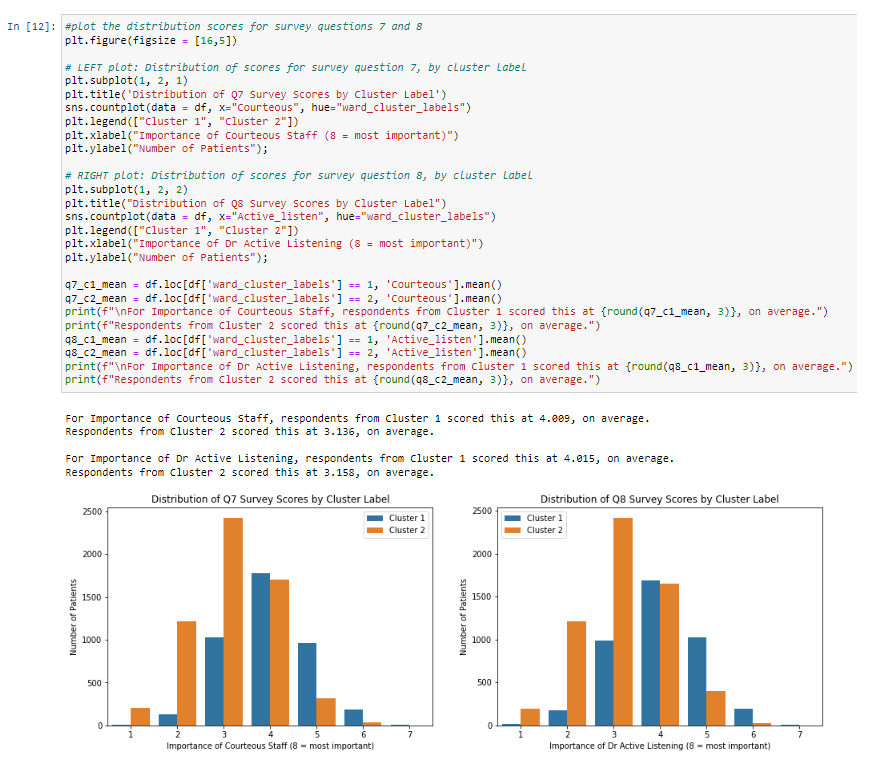 In [12]: #plot the distribution scores for survey questions 7 and 8
plt.figure(figsize = [16,5])
# LEFT plot: Distribution of scores for survey question 7, by cluster label
plt.subplot(1, 2, 1)
plt.title('Distribution of Q7 Survey Scores by Cluster Label')
sns.countplot(data = df, x="Courteous", hue="ward_cluster_labels")
plt.legend(["Cluster 1", "Cluster 2"])
plt.xlabel("Importance of Courteous Staff (8 = most important)")
plt.ylabel("Number of Patients");
# RIGHT plot: Distribution of scores for survey question 8, by cluster label
plt.subplot(1, 2, 2)
plt.title("Distribution of Q8 Survey Scores by Cluster Label")
sns.countplot(data = df, x="Active_listen", hue="ward_cluster_labels")
plt.legend(["Cluster 1", "Cluster 2"])
plt.xlabel("Importance of Dr Active Listening (8 = most important)")
plt.ylabel("Number of Patients");
q7_c1_mean = df.loc[df['ward_cluster_labels'] == 1, 'Courteous'].mean()
q7_c2_mean = df.loc[df['ward_cluster_labels'] == 2, 'Courteous'].mean()
print(f"\nFor Importance of Courteous Staff, respondents from Cluster 1 scored this at {round(q7_c1_mean, 3)}, on average.")
print(f"Respondents from Cluster 2 scored this at {round(q7_c2_mean, 3)}, on average.")
q8_c1_mean = df.loc[df['ward_cluster_labels'] == 1, 'Active_listen'].mean()
q8_c2_mean = df.loc[df['ward_cluster_labels'] == 2, 'Active_listen'].mean()
print(f"\nFor Importance of Dr Active Listening, respondents from Cluster 1 scored this at {round(q8_c1_mean, 3)}, on average.")
print(f"Respondents from Cluster 2 scored this at {round(q8_c2_mean, 3)}, on average.")
For Importance of Courteous Staff, respondents from Cluster 1 scored this at 4.009, on average.
Respondents from Cluster 2 scored this at 3.136, on average.
For Importance of Dr Active Listening, respondents from Cluster 1 scored this at 4.015, on average.
Respondents from Cluster 2 scored this at 3.158, on average.
Distribution of Q7 Survey Scores by Cluster Label
Cluster 1
Cluster 2
Number of Patients
2500
2000
1500
1000
500
0
1 2 3 4 5 6 7
Importance of Courteous Staff (8 = most important)
Distribution of Q8 Survey Scores by Cluster Label
Cluster 1
Cluster 2
Number of Patients
2500
2000
1500
1000
500
0
1 2 3 4 5 6 7
Importance of Dr Active Listening (8 = most important)